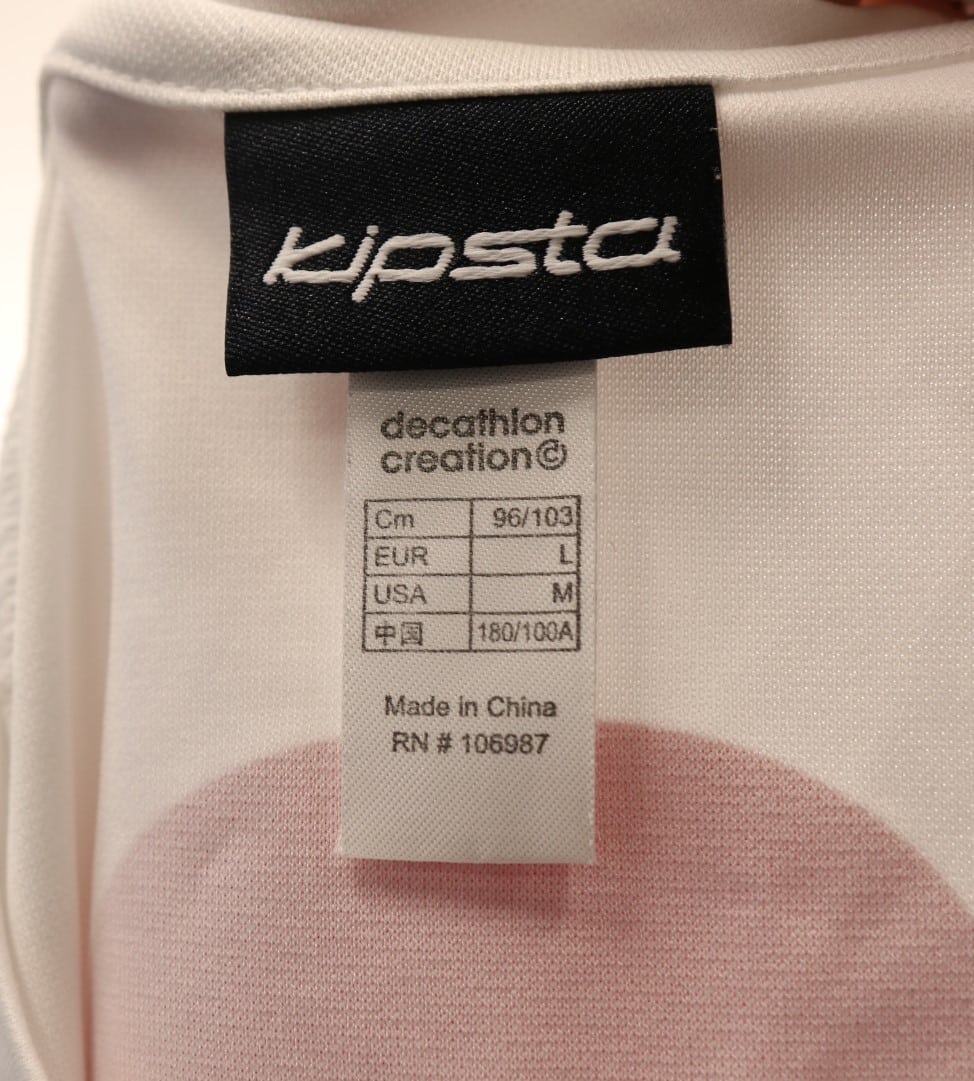 kipsta
decathlon
creation©
Cm 96/103
EUR L
USA M
中国 180/100A
Made in China
RN # 106987